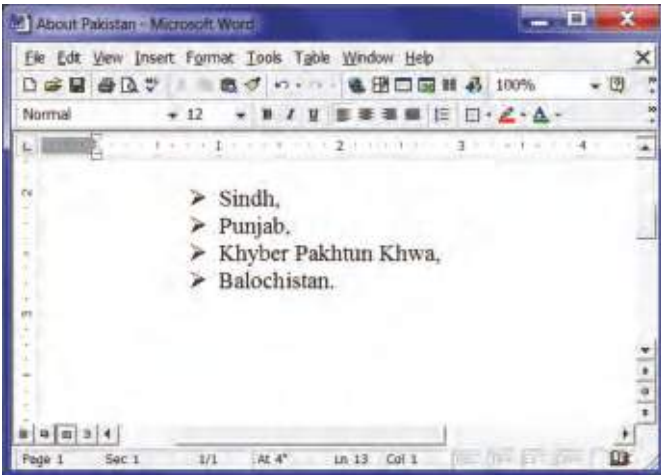 About Pakistan - Microsoft Word
File Edit View Insert Format Tools Table Window Help
100%
Normal 12 B I U
1 2 3 4
➢ Sindh,
➢ Punjab,
➢ Khyber Pakhtun Khwa,
➢ Balochistan.
Page 1 Sec 1 1/1 At 4" Ln 13 Col 1